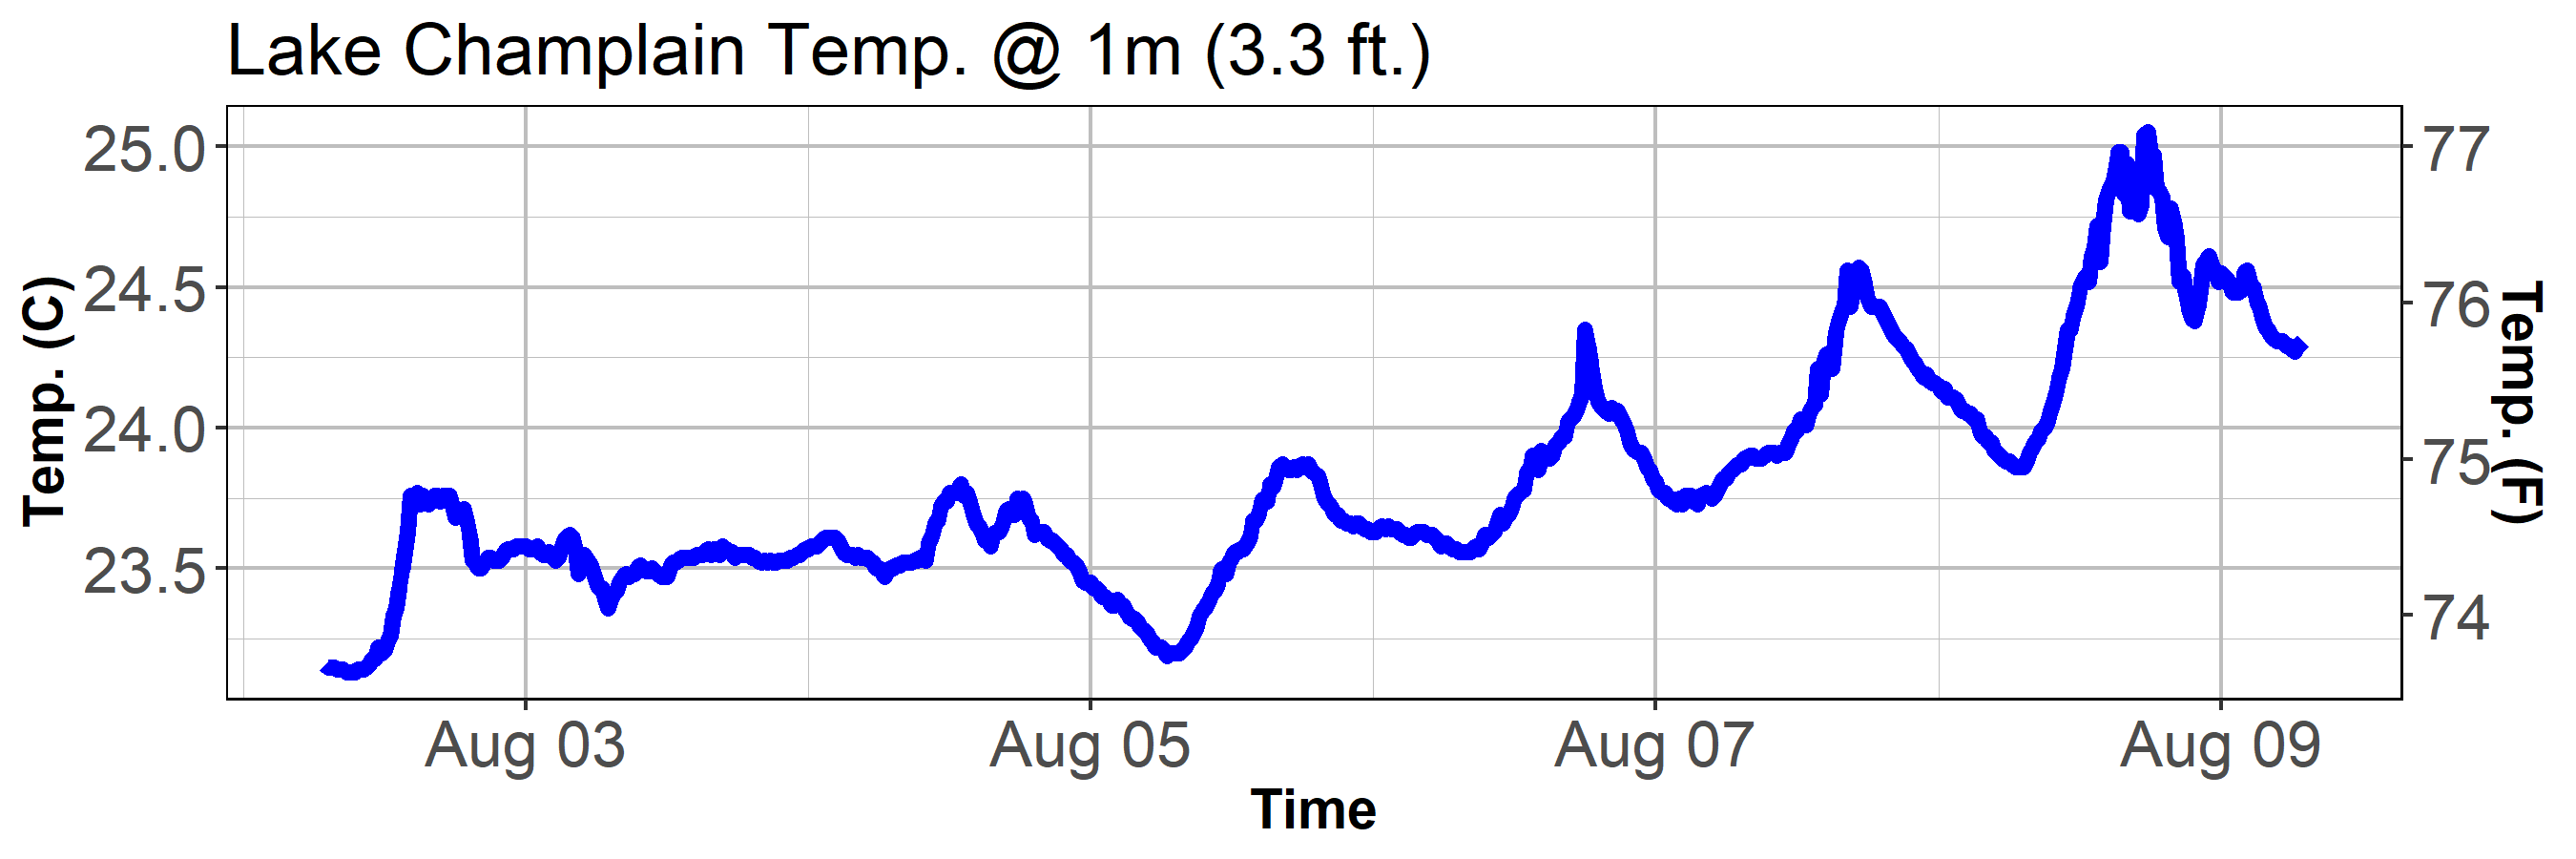 Lake Champlain Temp. @ 1m (3.3 ft.)
Temp. (C)
25.0
24.5
24.0
23.5
77
76
75
74
Temp. (F)
Aug 03
Aug 05
Aug 07
Aug 09
Time